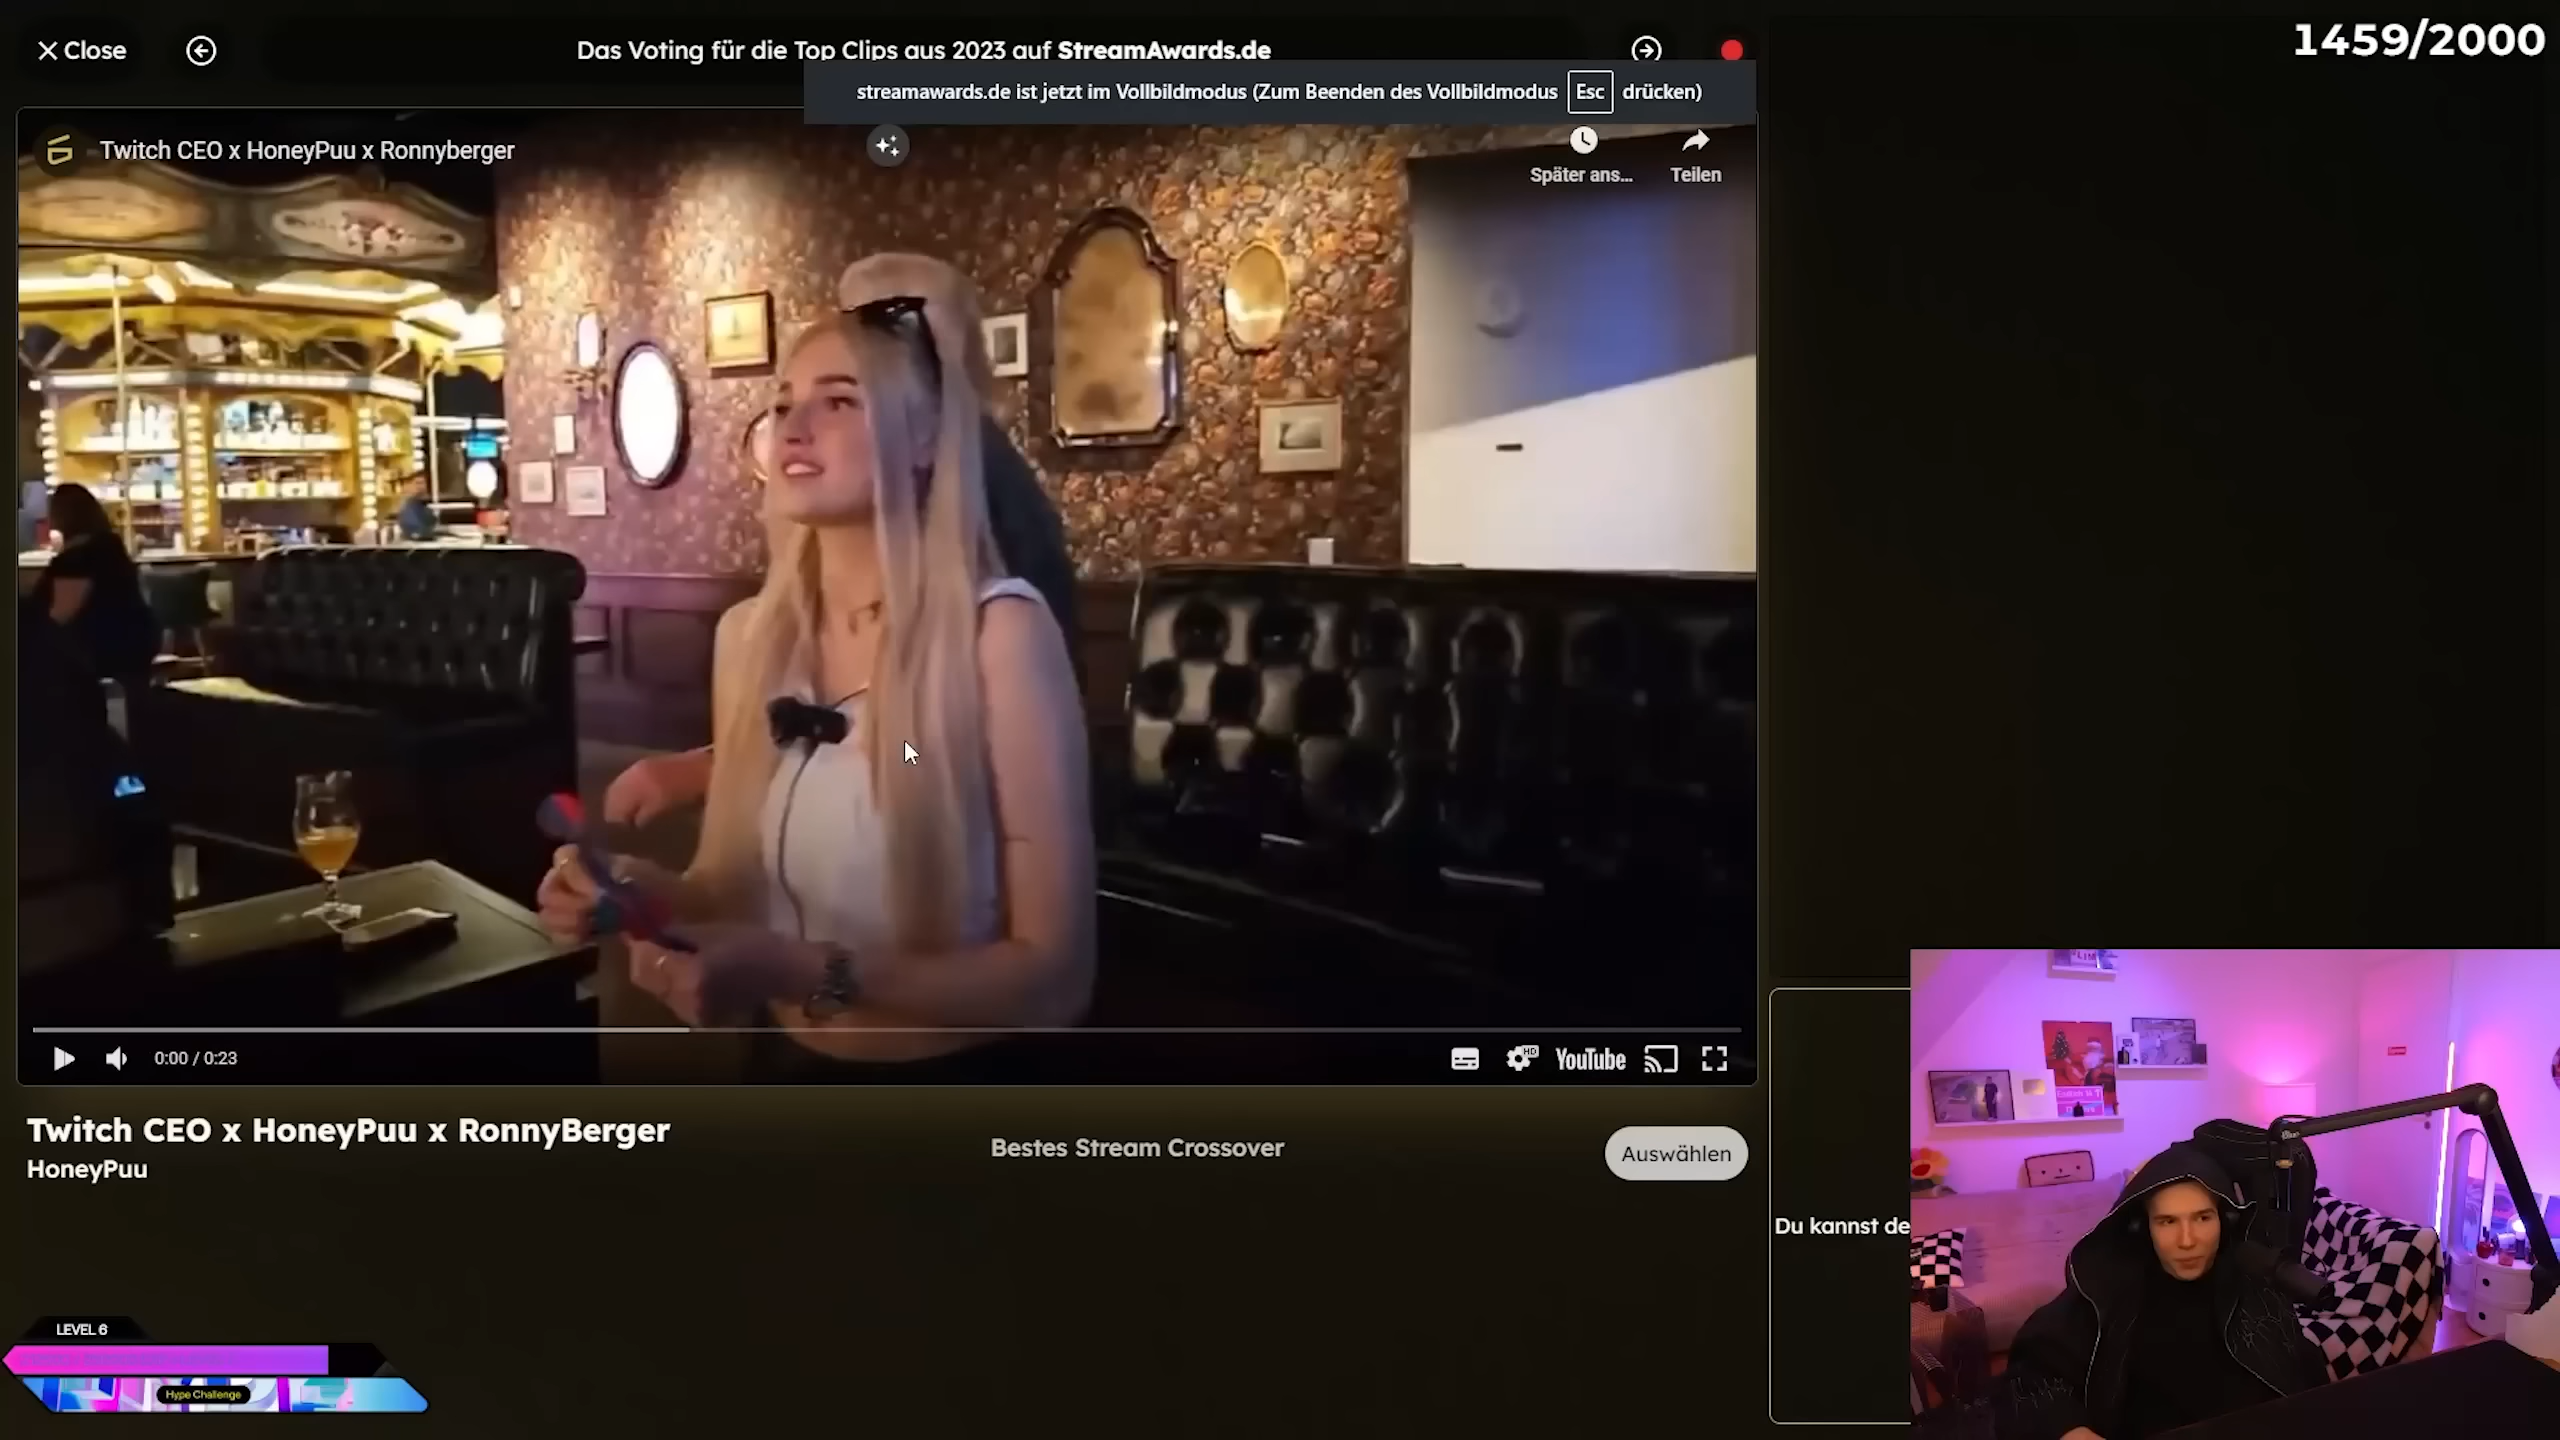 Close
Das Voting für die Top Clips aus 2023 auf StreamAwards.de
1459/2000
streamawards.de ist jetzt im Vollbildmodus (Zum Beenden des Vollbildmodus Esc drücken)
Twitch CEO x HoneyPuu x Ronnyberger
Später ans...
Teilen
0:00 / 0:23
HD
YouTube
Twitch CEO x HoneyPuu x RonnyBerger
HoneyPuu
Bestes Stream Crossover
Auswählen
Du kannst de
LEVEL 6
Hype Challenge